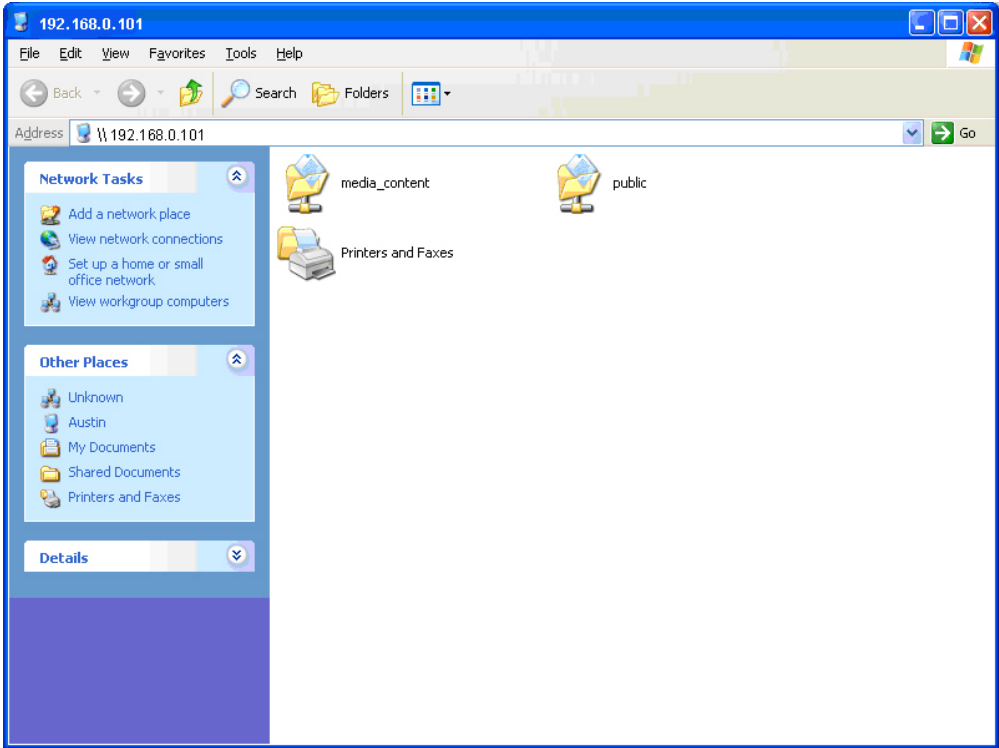 192.168.0.101
File Edit View Favorites Tools Help
Back Search Folders
Address \\ 192.168.0.101 Go
Network Tasks
Add a network place
View network connections
Set up a home or small
office network
View workgroup computers
Other Places
Unknown
Austin
My Documents
Shared Documents
Printers and Faxes
Details
media_content public
Printers and Faxes